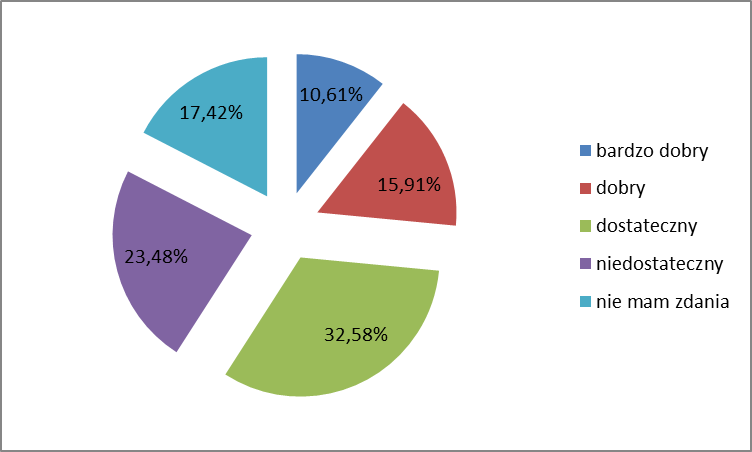 10,61%
15,91%
32,58%
23,48%
17,42%
bardzo dobry
dobry
dostateczny
niedostateczny
nie mam zdania